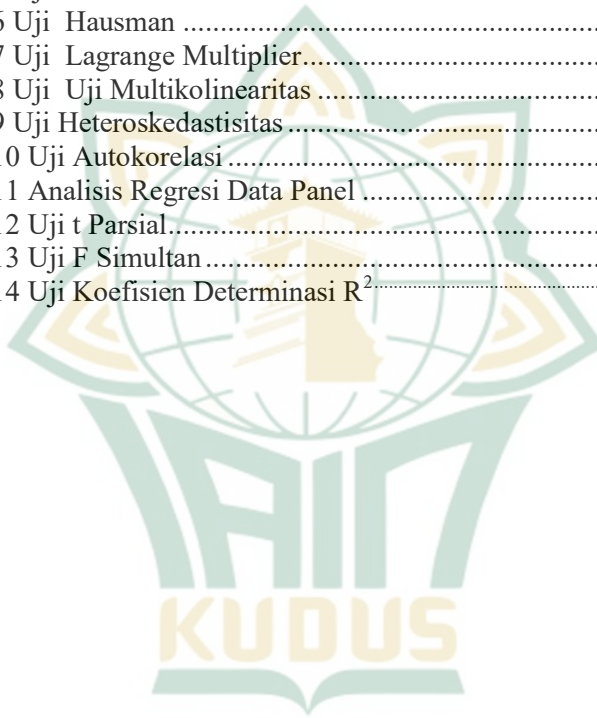 6 Uji Hausman ........................................................
7 Uji Lagrange Multiplier........................................
8 Uji Uji Multikolinearitas ......................................
9 Uji Heteroskedastisitas ..........................................
10 Uji Autokorelasi ..................................................
11 Analisis Regresi Data Panel ................................
12 Uji t Parsial..........................................................
13 Uji F Simultan .....................................................
14 Uji Koefisien Determinasi R²..............................
IAIN
KUDUS